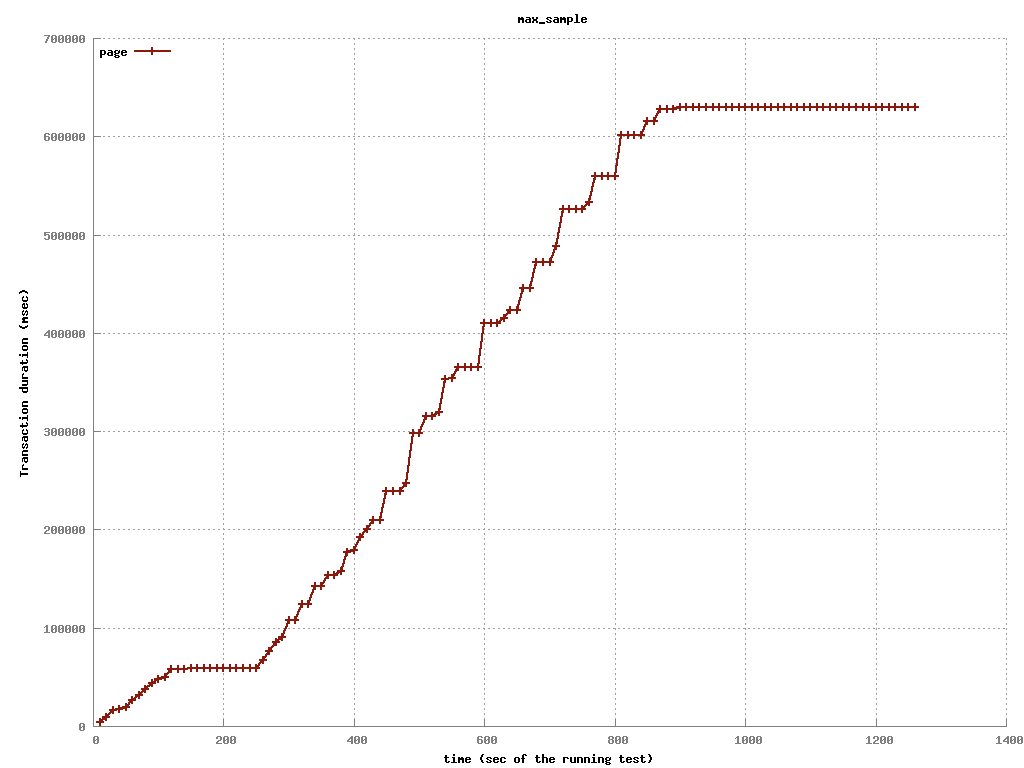 max_sample
700000
page
600000
500000
400000
Transaction duration (msec)
300000
200000
100000
0
0 200 400 600 800 1000 1200 1400
time (sec of the running test)